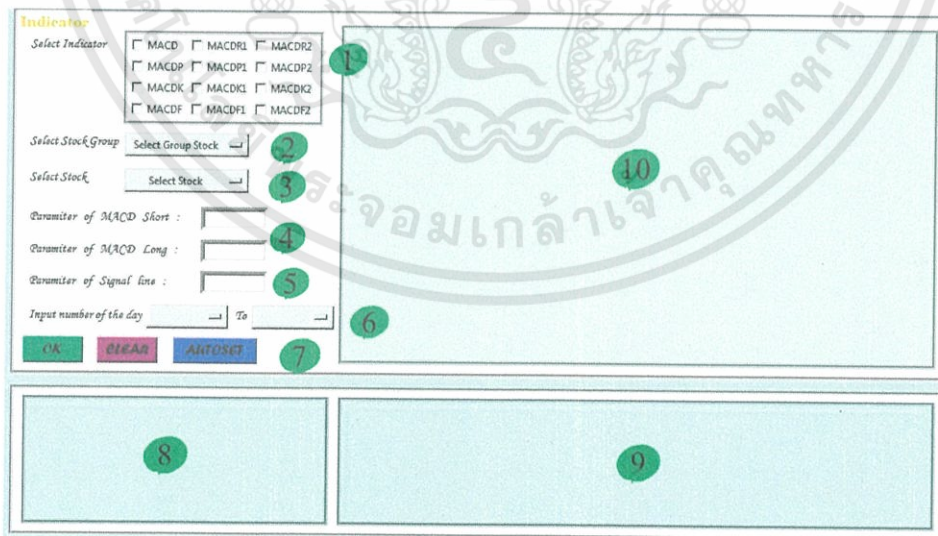 Indicator
Select Indicator
MACD MACDR1 MACDR2
1
MACDP MACDP1 MACDP2
MACDK MACDK1 MACDK2
MACDF MACDF1 MACDF2
Select Stock Group Select Group Stock 2
Select Stock Select Stock 3
10
Paramiter of MACD Short :
4
Paramiter of MACD Long :
Paramiter of Signal line : 5
Input number of the day To 6
OK CLEAR AUTOSET 7
8
9
พระจอมเกล้าเจ้าคุณทหาร